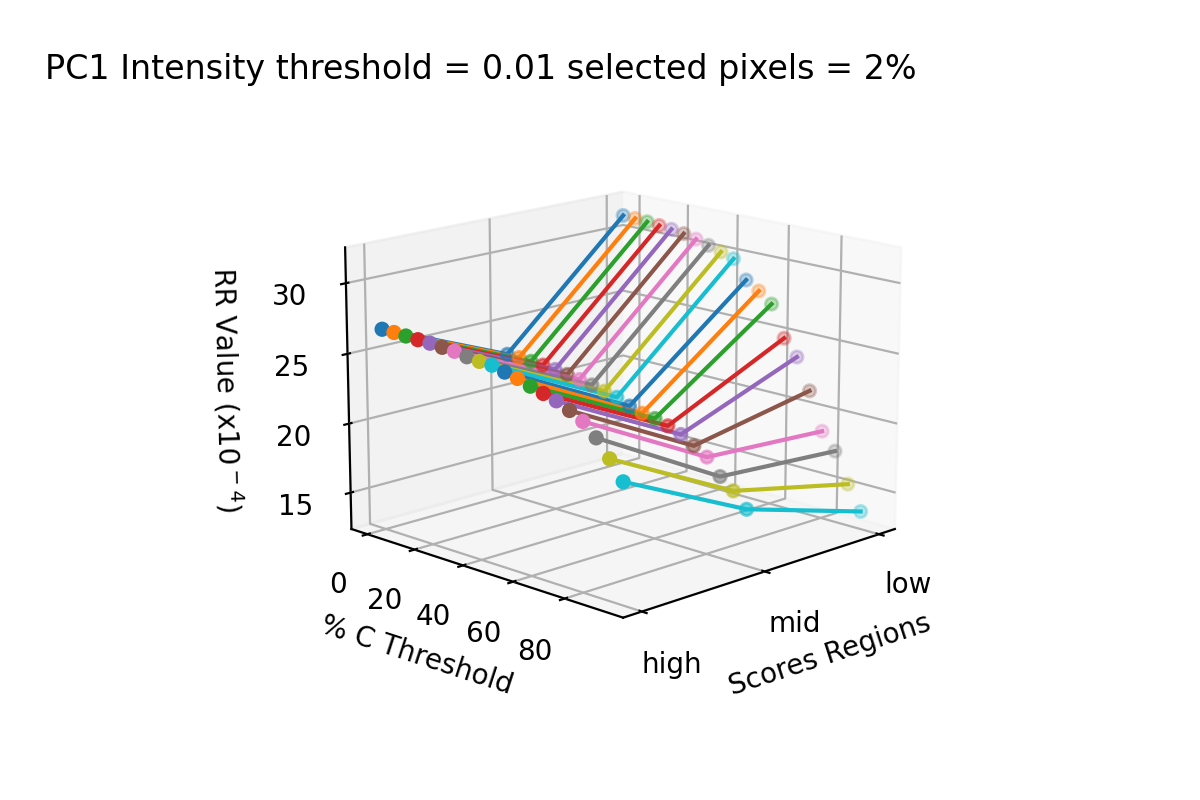 PC1 Intensity threshold = 0.01 selected pixels = 2%
RR Value (x10⁻⁴)
30
25
20
15
0
20
40
60
80
% C Threshold
high
mid
low
Scores Regions